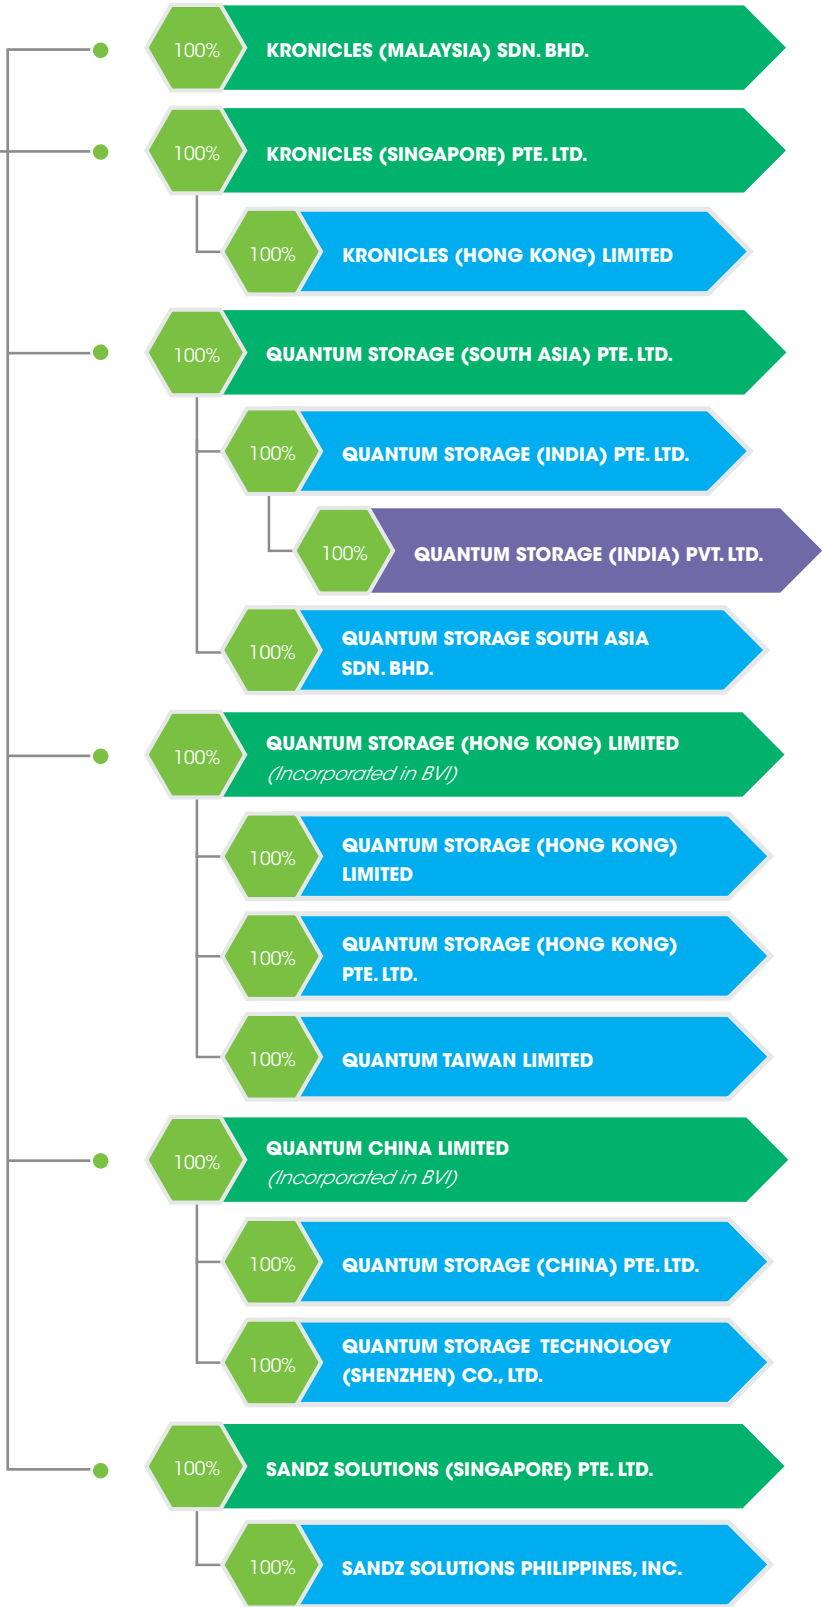 100% KRONICLES (MALAYSIA) SDN. BHD.
100% KRONICLES (SINGAPORE) PTE. LTD.
100% KRONICLES (HONG KONG) LIMITED
100% QUANTUM STORAGE (SOUTH ASIA) PTE. LTD.
100% QUANTUM STORAGE (INDIA) PTE. LTD.
100% QUANTUM STORAGE (INDIA) PVT. LTD.
100% QUANTUM STORAGE SOUTH ASIA
SDN. BHD.
100% QUANTUM STORAGE (HONG KONG) LIMITED
(Incorporated in BVI)
100% QUANTUM STORAGE (HONG KONG)
LIMITED
100% QUANTUM STORAGE (HONG KONG)
PTE. LTD.
100% QUANTUM TAIWAN LIMITED
100% QUANTUM CHINA LIMITED
(Incorporated in BVI)
100% QUANTUM STORAGE (CHINA) PTE. LTD.
100% QUANTUM STORAGE TECHNOLOGY
(SHENZHEN) CO., LTD.
100% SANDZ SOLUTIONS (SINGAPORE) PTE. LTD.
100% SANDZ SOLUTIONS PHILIPPINES, INC.